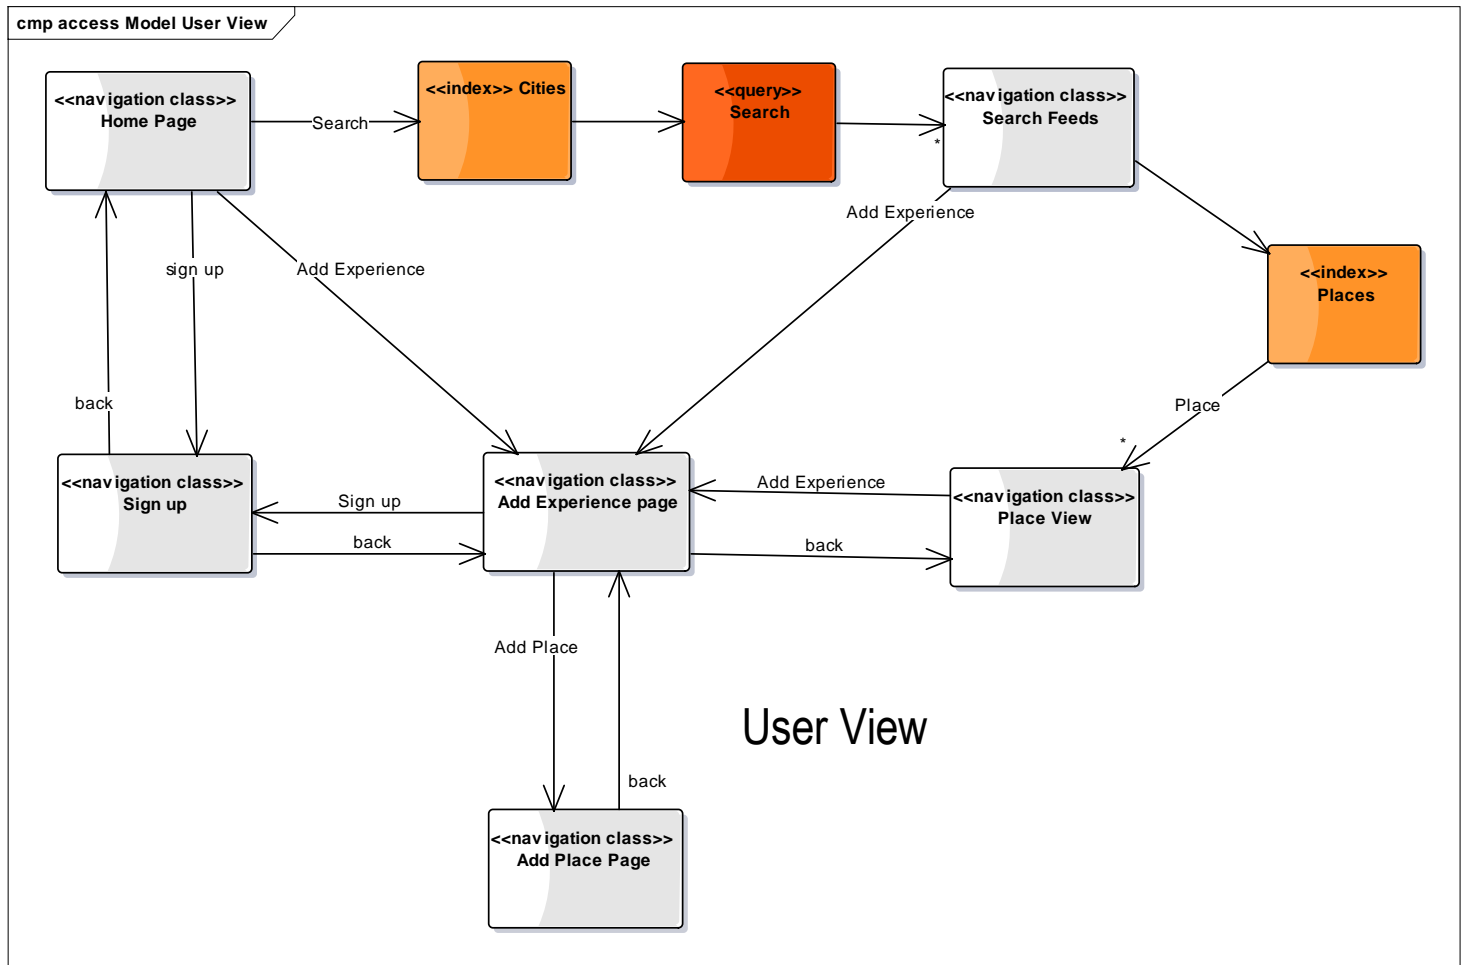 cmp access Model User View
<<navigation class>>
Home Page
Search
<<index>> Cities
<<query>>
Search
*
<<navigation class>>
Search Feeds
Add Experience
sign up
Add Experience
<<index>>
Places
back
Place
*
<<navigation class>>
Sign up
Sign up
back
<<navigation class>>
Add Experience page
Add Experience
back
<<navigation class>>
Place View
Add Place
User View
back
<<navigation class>>
Add Place Page